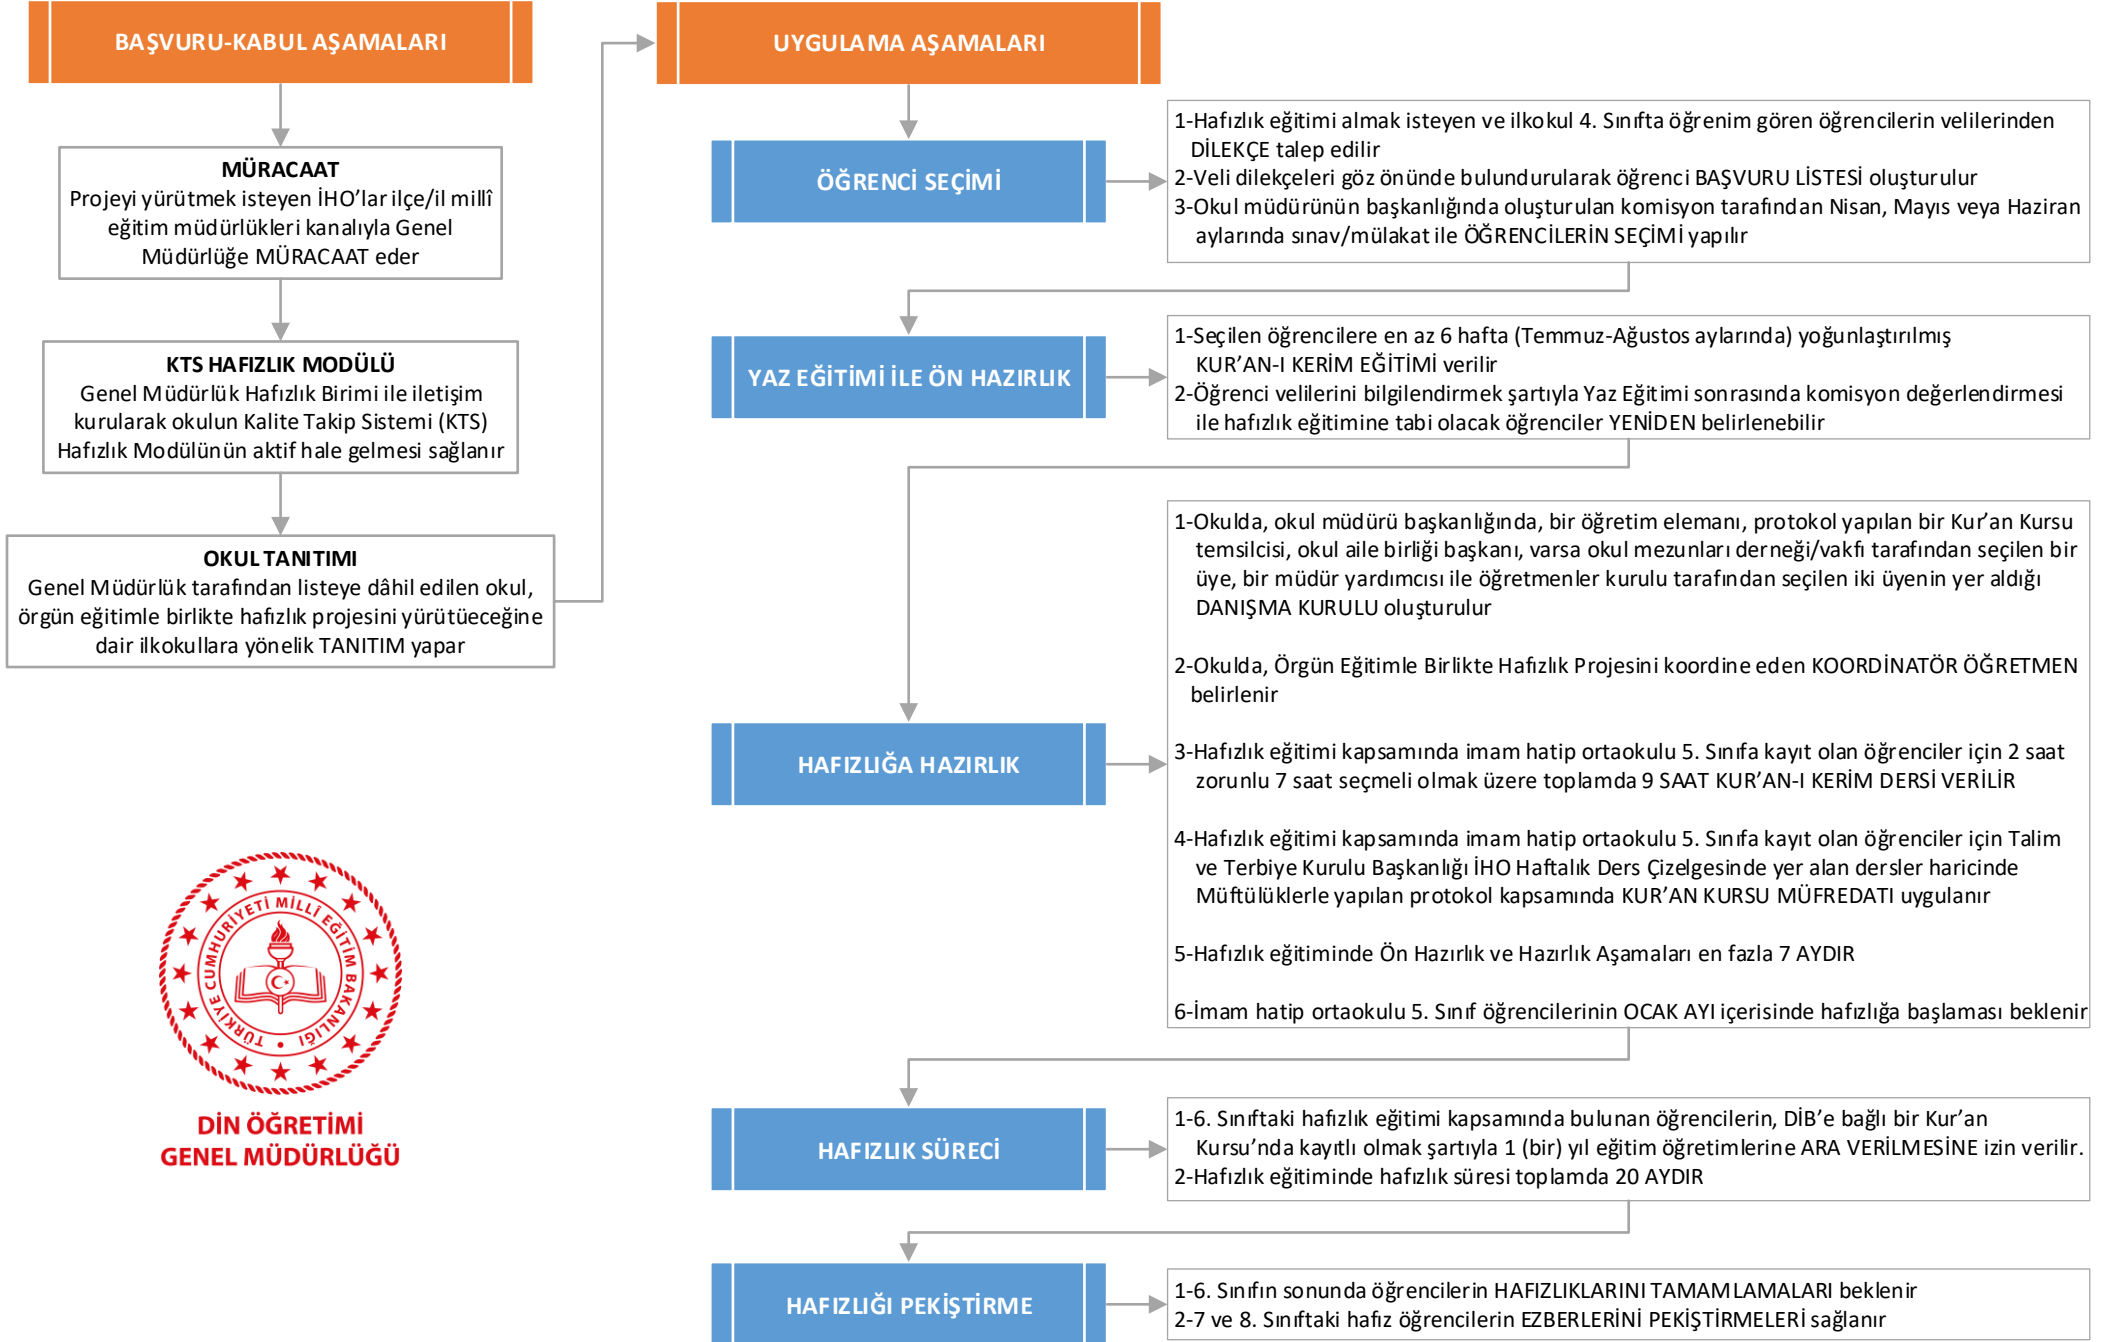 BAŞVURU-KABUL AŞAMALARI
MÜRACAAT
Projeyi yürütmek isteyen İHO'lar ilçe/il millî
eğitim müdürlükleri kanalıyla Genel
Müdürlüğe MÜRACAAT eder
KTS HAFIZLIK MODÜLÜ
Genel Müdürlük Hafızlık Birimi ile iletişim
kurularak okulun Kalite Takip Sistemi (KTS)
Hafızlık Modülünün aktif hale gelmesi sağlanır
OKUL TANITIMI
Genel Müdürlük tarafından listeye dâhil edilen okul,
örgün eğitimle birlikte hafızlık projesini yürütüeceğine
dair ilkokullara yönelik TANITIM yapar
UYGULAMA AŞAMALARI
ÖĞRENCİ SEÇİMİ
1-Hafızlık eğitimi almak isteyen ve ilkokul 4. Sınıfta öğrenim gören öğrencilerin velilerinden
DİLEKÇE talep edilir
2-Veli dilekçeleri göz önünde bulundurularak öğrenci BAŞVURU LİSTESİ oluşturulur
3-Okul müdürünün başkanlığında oluşturulan komisyon tarafından Nisan, Mayıs veya Haziran
aylarında sınav/mülakat ile ÖĞRENCİLERİN SEÇİMİ yapılır
YAZ EĞİTİMİ İLE ÖN HAZIRLIK
1-Seçilen öğrencilere en az 6 hafta (Temmuz-Ağustos aylarında) yoğunlaştırılmış
KUR'AN-I KERİM EĞİTİMİ verilir
2-Öğrenci velilerini bilgilendirmek şartıyla Yaz Eğitimi sonrasında komisyon değerlendirmesi
ile hafızlık eğitimine tabi olacak öğrenciler YENİDEN belirlenebilir
HAFIZLIĞA HAZIRLIK
1-Okulda, okul müdürü başkanlığında, bir öğretim elemanı, protokol yapılan bir Kur'an Kursu
temsilcisi, okul aile birliği başkanı, varsa okul mezunları derneği/vakfı tarafından seçilen bir
üye, bir müdür yardımcısı ile öğretmenler kurulu tarafından seçilen iki üyenin yer aldığı
DANIŞMA KURULU oluşturulur
2-Okulda, Örgün Eğitimle Birlikte Hafızlık Projesini koordine eden KOORDİNATÖR ÖĞRETMEN
belirlenir
3-Hafızlık eğitimi kapsamında imam hatip ortaokulu 5. Sınıfa kayıt olan öğrenciler için 2 saat
zorunlu 7 saat seçmeli olmak üzere toplamda 9 SAAT KUR'AN-I KERİM DERSİ VERİLİR
4-Hafızlık eğitimi kapsamında imam hatip ortaokulu 5. Sınıfa kayıt olan öğrenciler için Talim
ve Terbiye Kurulu Başkanlığı İHO Haftalık Ders Çizelgesinde yer alan dersler haricinde
Müftülüklerle yapılan protokol kapsamında KUR'AN KURSU MÜFREDATI uygulanır
5-Hafızlık eğitiminde Ön Hazırlık ve Hazırlık Aşamaları en fazla 7 AYDIR
6-İmam hatip ortaokulu 5. Sınıf öğrencilerinin OCAK AYI içerisinde hafızlığa başlaması beklenir
HAFIZLIK SÜRECİ
1-6. Sınıftaki hafızlık eğitimi kapsamında bulunan öğrencilerin, DİB'e bağlı bir Kur'an
Kursu'nda kayıtlı olmak şartıyla 1 (bir) yıl eğitim öğretimlerine ARA VERİLMESİNE izin verilir.
2-Hafızlık eğitiminde hafızlık süresi toplamda 20 AYDIR
HAFIZLIĞI PEKİŞTİRME
1-6. Sınıfın sonunda öğrencilerin HAFIZLIKLARINI TAMAMLAMALARI beklenir
2-7 ve 8. Sınıftaki hafız öğrencilerin EZBERLERİNİ PEKİŞTİRMELERİ sağlanır
TÜRKİYE CUMHURİYETİ MİLLÎ EĞİTİM BAKANLIĞI
DİN ÖĞRETİMİ
GENEL MÜDÜRLÜĞÜ